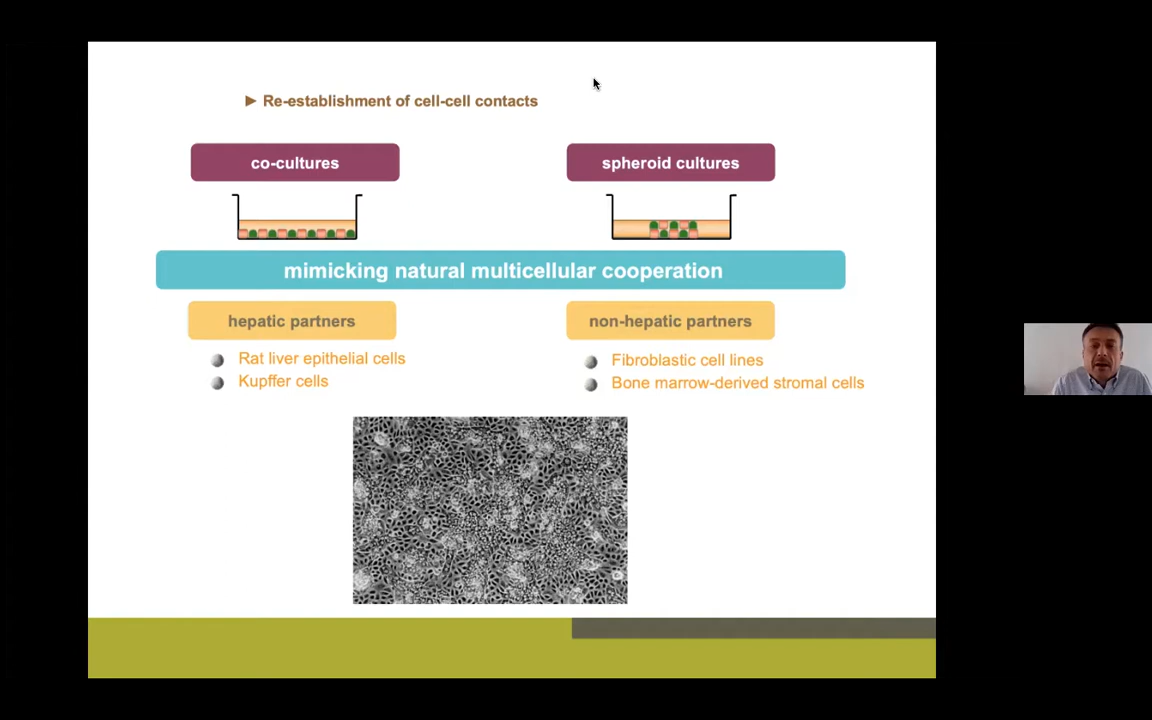 ► Re-establishment of cell-cell contacts
co-cultures
spheroid cultures
mimicking natural multicellular cooperation
hepatic partners
Rat liver epithelial cells
Kupffer cells
non-hepatic partners
Fibroblastic cell lines
Bone marrow-derived stromal cells